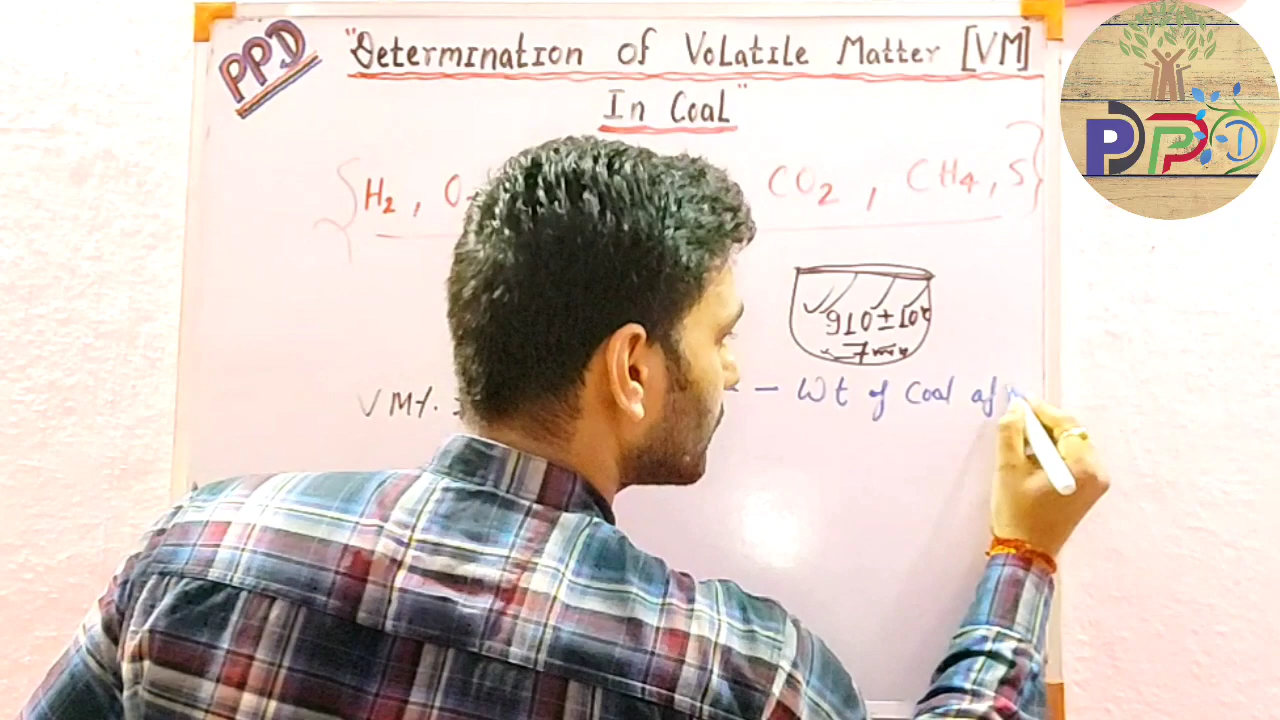 PPD "Determination of Volatile Matter [VM]
In Coal"
{H2, O CO2, CH4, S}
910±10
7 min
VM%. = - Wt of Coal af
PPD